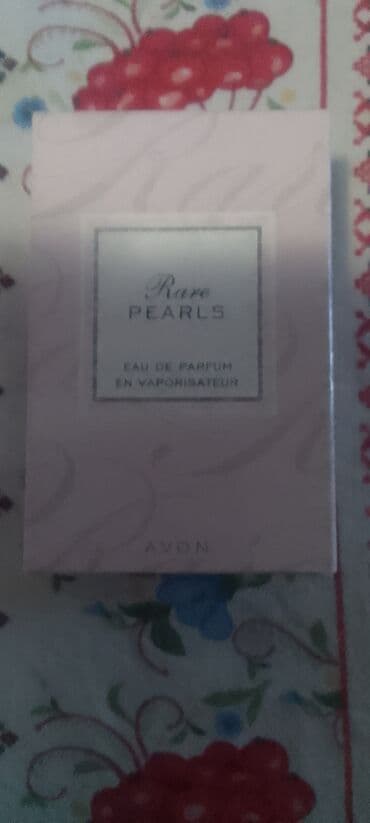 Rare
PEARLS
EAU DE PARFUM
EN VAPORISATEUR
AVON